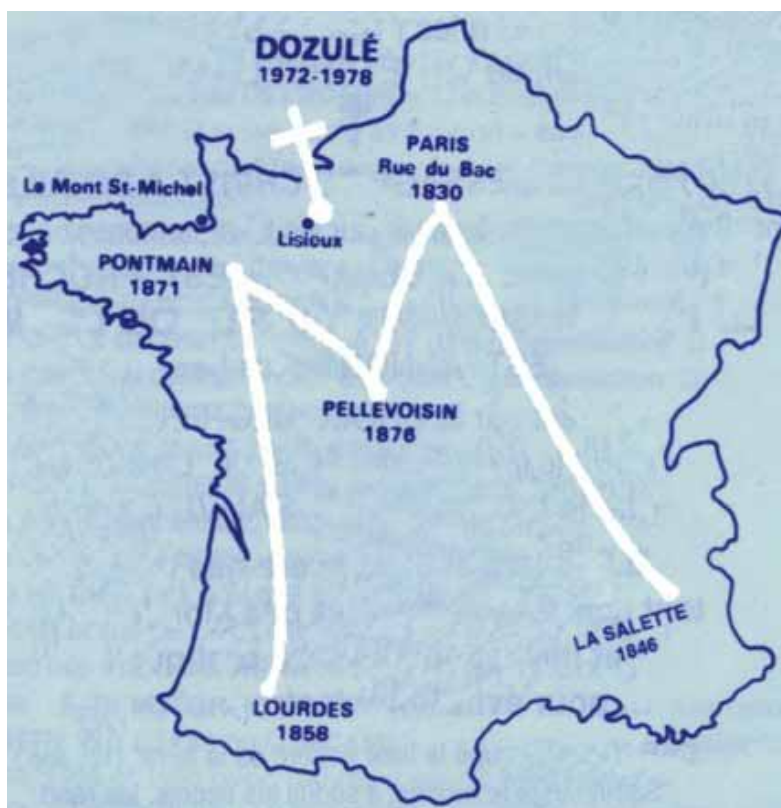 DOZULÉ
1972-1978
PARIS
Rue du Bac
1830
Le Mont St-Michel
Lisieux
PONTMAIN
1871
PELLEVOISIN
1876
LA SALETTE
1846
LOURDES
1858